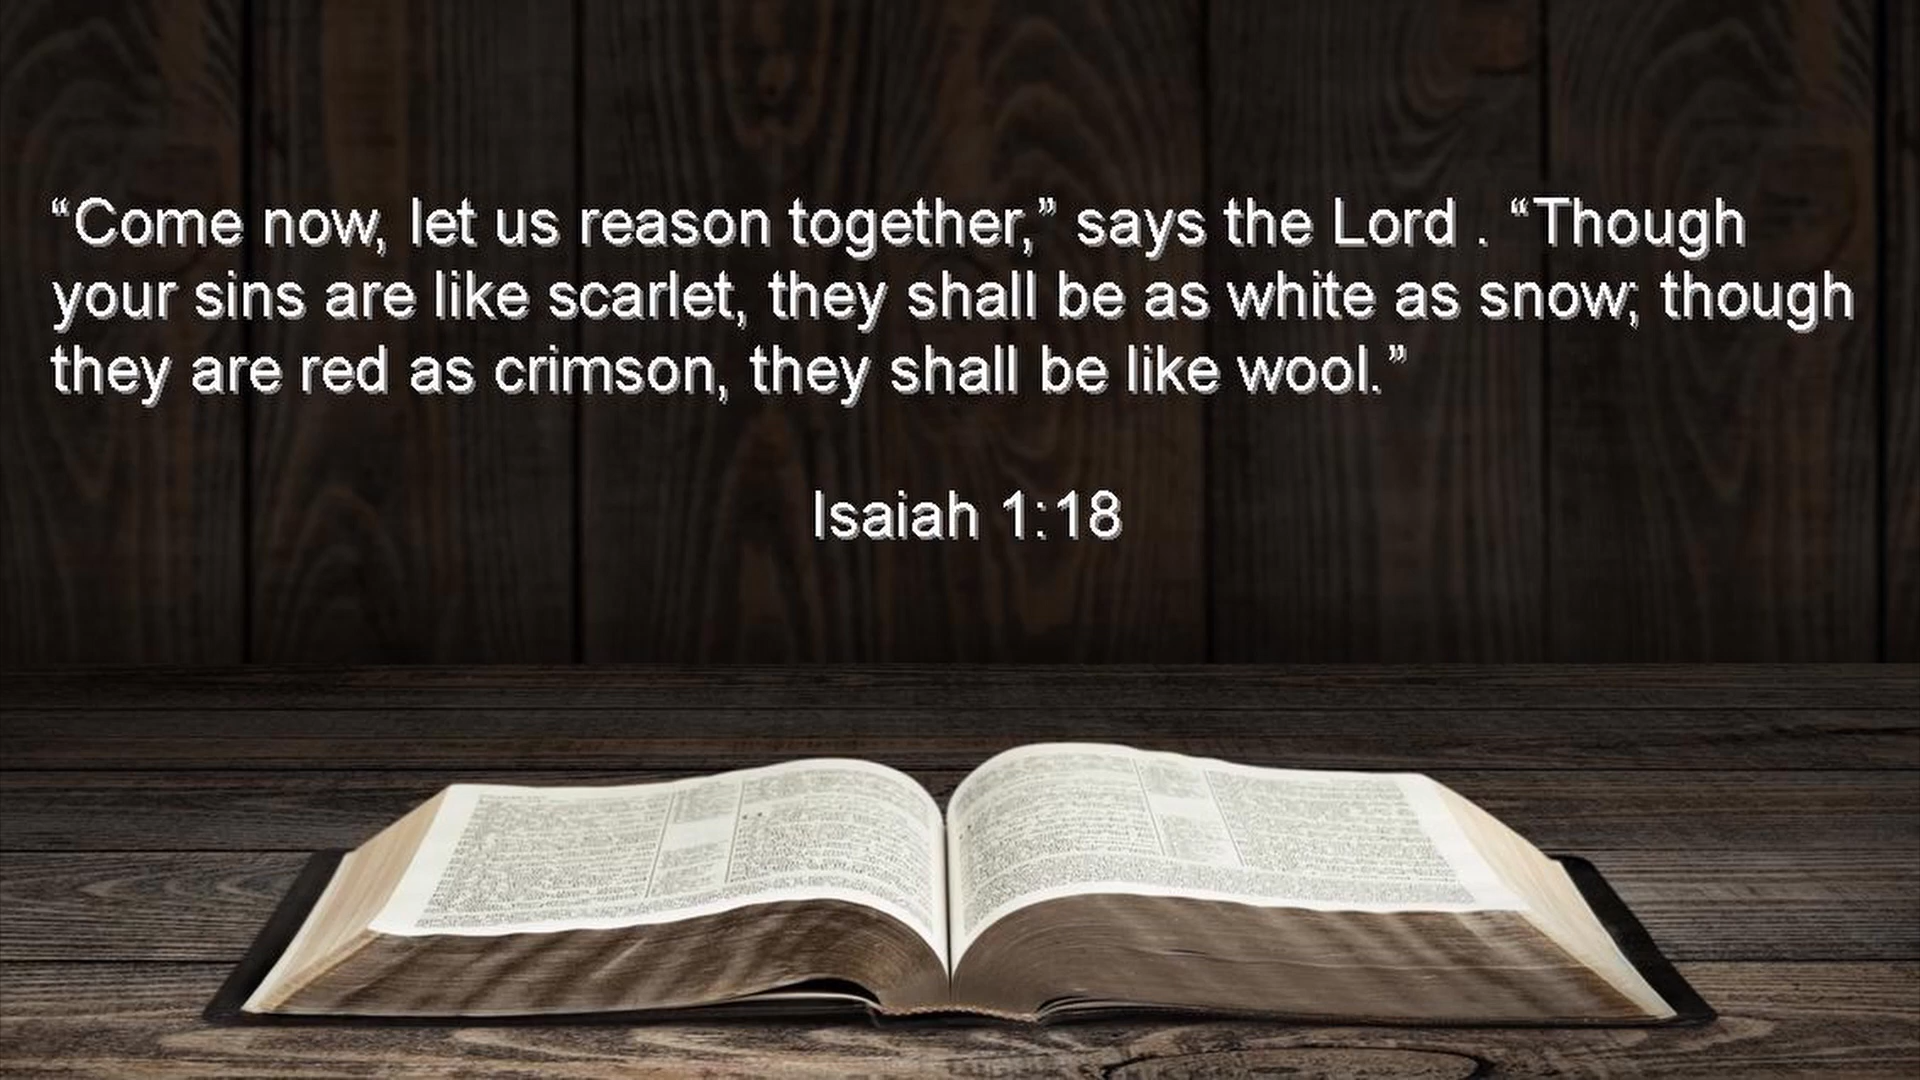 “Come now, let us reason together,” says the Lord . “Though
your sins are like scarlet, they shall be as white as snow; though
they are red as crimson, they shall be like wool.”
Isaiah 1:18